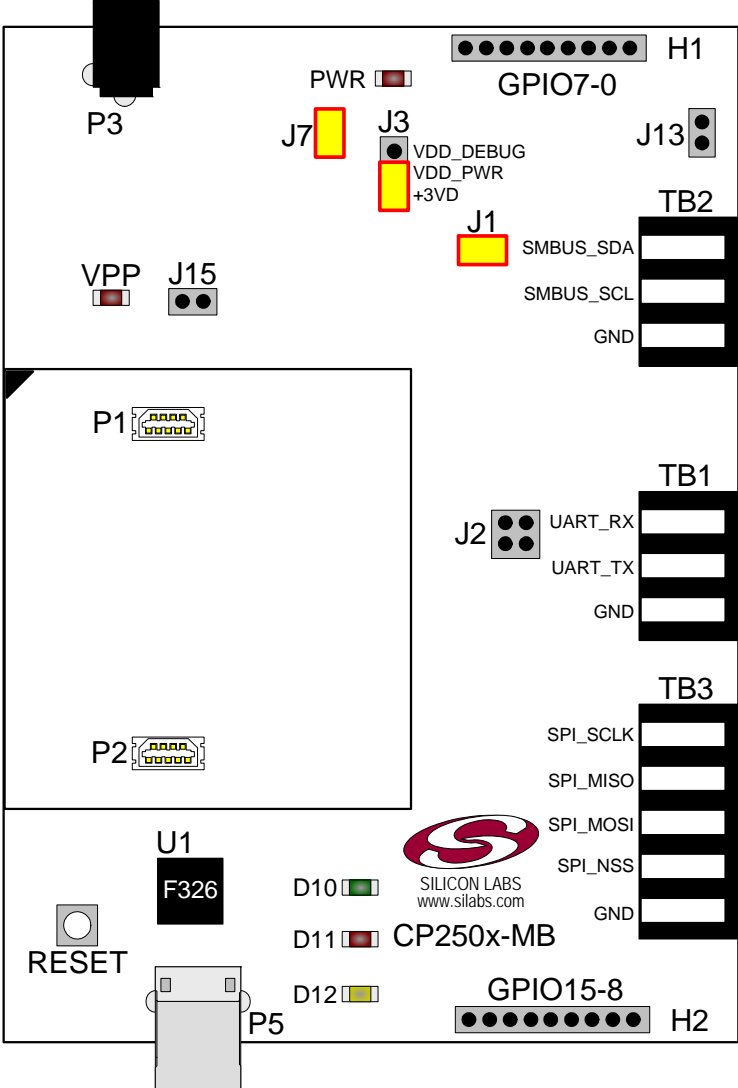 H1
PWR
GPIO7-0
P3
J7
J3
J13
VDD_DEBUG
VDD_PWR
+3VD
TB2
J1
SMBUS_SDA
VPP
J15
SMBUS_SCL
GND
P1
TB1
J2
UART_RX
UART_TX
GND
TB3
P2
SPI_SCLK
SPI_MISO
SPI_MOSI
U1
SPI_NSS
F326
D10
SILICON LABS
www.silabs.com
GND
D11
CP250x-MB
RESET
D12
GPIO15-8
P5
H2